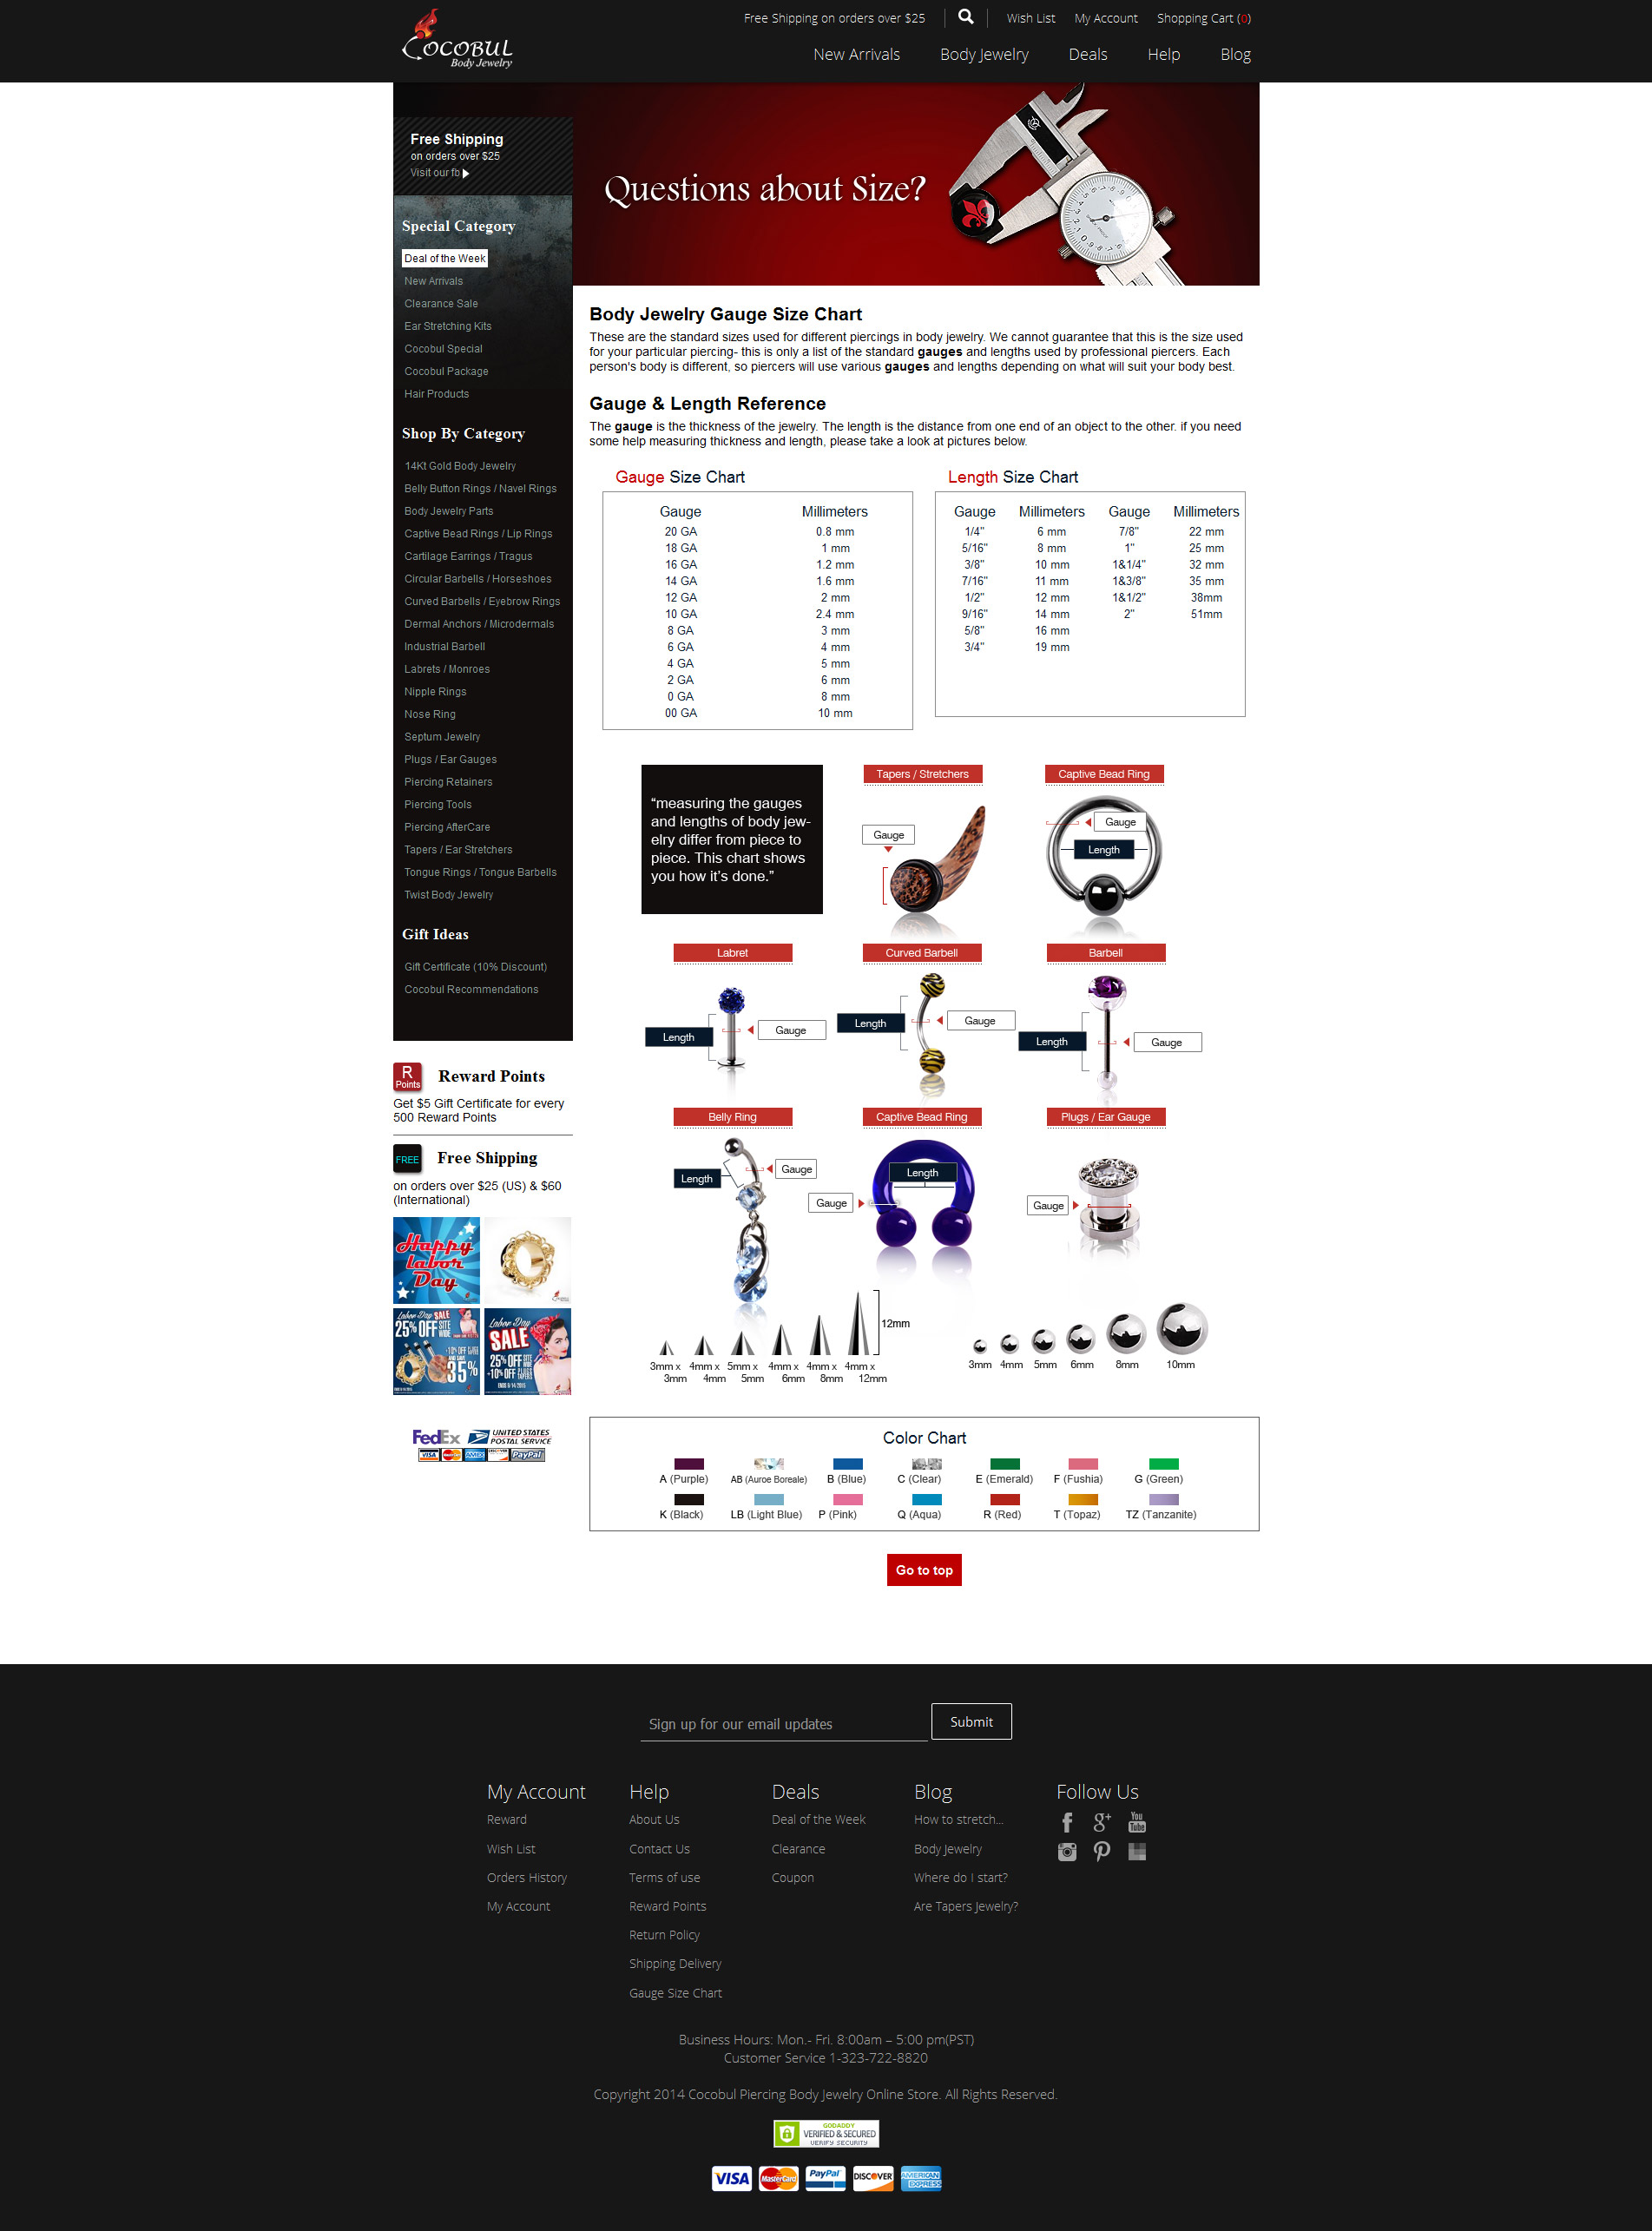 COCOBUL
Body Jewelry
Free Shipping on orders over $25
Wish List
My Account
Shopping Cart (0)
New Arrivals
Body Jewelry
Deals
Help
Blog
Free Shipping
on orders over $25
Visit our fb
Special Category
Deal of the Week
New Arrivals
Clearance Sale
Ear Stretching Kits
Cocobul Special
Cocobul Package
Hair Products
Shop By Category
14Kt Gold Body Jewelry
Belly Button Rings / Navel Rings
Body Jewelry Parts
Captive Bead Rings / Lip Rings
Cartilage Earrings / Tragus
Circular Barbells / Horseshoes
Curved Barbells / Eyebrow Rings
Dermal Anchors / Microdermals
Industrial Barbell
Labrets / Monroes
Nipple Rings
Nose Ring
Septum Jewelry
Plugs / Ear Gauges
Piercing Retainers
Piercing Tools
Piercing AfterCare
Tapers / Ear Stretchers
Tongue Rings / Tongue Barbells
Twist Body Jewelry
Gift Ideas
Gift Certificate (10% Discount)
Cocobul Recommendations
R
Points
Reward Points
Get $5 Gift Certificate for every
500 Reward Points
FREE
Free Shipping
on orders over $25 (US) & $60
(International)
Happy
Labor
Day
Labor Day SALE
25% OFF SITE WIDE
35%
Labor Day
SALE
25% OFF SITE WIDE
FedEx
UNITED STATES
POSTAL SERVICE
VISA
PayPal
Questions about Size?
Body Jewelry Gauge Size Chart
These are the standard sizes used for different piercings in body jewelry. We cannot guarantee that this is the size used
for your particular piercing- this is only a list of the standard gauges and lengths used by professional piercers. Each
person's body is different, so piercers will use various gauges and lengths depending on what will suit your body best.
Gauge & Length Reference
The gauge is the thickness of the jewelry. The length is the distance from one end of an object to the other. if you need
some help measuring thickness and length, please take a look at pictures below.
Gauge Size Chart
Gauge Millimeters
20 GA 0.8 mm
18 GA 1 mm
16 GA 1.2 mm
14 GA 1.6 mm
12 GA 2 mm
10 GA 2.4 mm
8 GA 3 mm
6 GA 4 mm
4 GA 5 mm
2 GA 6 mm
0 GA 8 mm
00 GA 10 mm
Length Size Chart
Gauge Millimeters Gauge Millimeters
1/4" 6 mm 7/8" 22 mm
5/16" 8 mm 1" 25 mm
3/8" 10 mm 1&1/4" 32 mm
7/16" 11 mm 1&3/8" 35 mm
1/2" 12 mm 1&1/2" 38mm
9/16" 14 mm 2" 51mm
5/8" 16 mm
3/4" 19 mm
“measuring the gauges
and lengths of body jew-
elry differ from piece to
piece. This chart shows
you how it’s done.”
Tapers / Stretchers
Gauge
Captive Bead Ring
Gauge
Length
Labret
Length
Gauge
Curved Barbell
Length
Gauge
Barbell
Length
Gauge
Belly Ring
Length
Gauge
Captive Bead Ring
Length
Gauge
Plugs / Ear Gauge
Gauge
12mm
3mm x 4mm x 5mm x 4mm x 4mm x 4mm x
3mm 4mm 5mm 6mm 8mm 12mm
3mm 4mm 5mm 6mm 8mm 10mm
Color Chart
A (Purple) AB (Auroe Boreale) B (Blue) C (Clear) E (Emerald) F (Fushia) G (Green)
K (Black) LB (Light Blue) P (Pink) Q (Aqua) R (Red) T (Topaz) TZ (Tanzanite)
Go to top
Sign up for our email updates
Submit
My Account
Reward
Wish List
Orders History
My Account
Help
About Us
Contact Us
Terms of use
Reward Points
Return Policy
Shipping Delivery
Gauge Size Chart
Deals
Deal of the Week
Clearance
Coupon
Blog
How to stretch...
Body Jewelry
Where do I start?
Are Tapers Jewelry?
Follow Us
You
Tube
Business Hours: Mon.- Fri. 8:00am – 5:00 pm(PST)
Customer Service 1-323-722-8820
Copyright 2014 Cocobul Piercing Body Jewelry Online Store. All Rights Reserved.
GODADDY
VERIFIED & SECURED
VERIFY SECURITY
VISA
MasterCard
PayPal
DISCOVER
AMERICAN EXPRESS